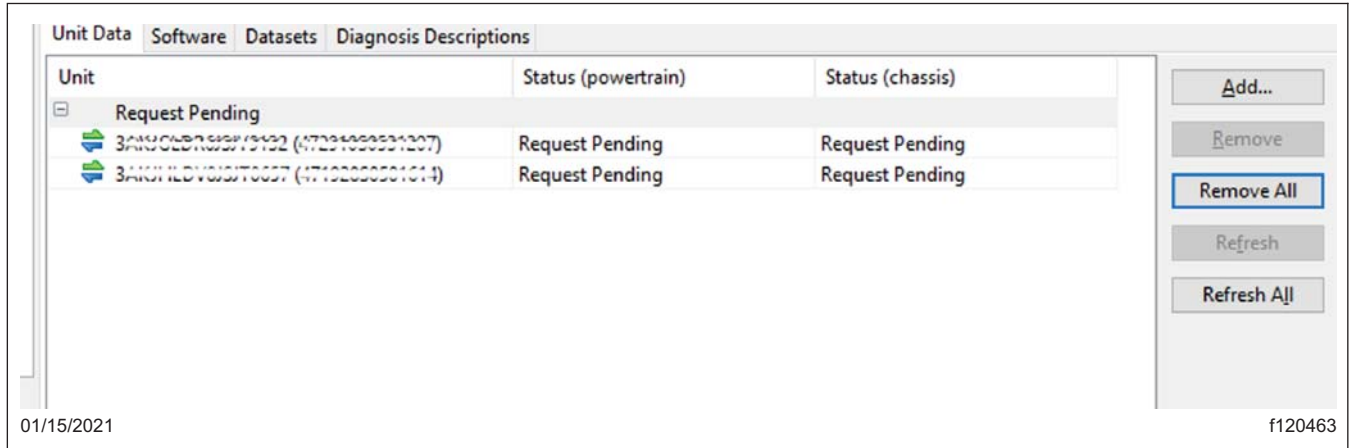 Unit Data Software Datasets Diagnosis Descriptions
Unit Status (powertrain) Status (chassis)
Add...
Request Pending
Request Pending Request Pending
Remove
Request Pending Request Pending
Remove All
Refresh
Refresh All
01/15/2021 f120463